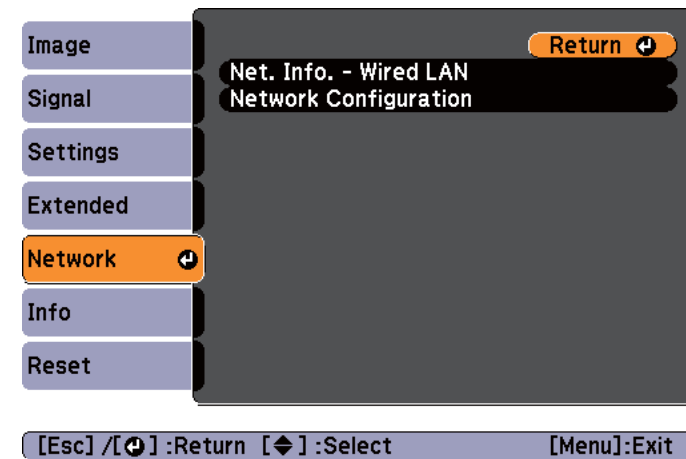 Image
Signal
Settings
Extended
Network
Info
Reset
Return
Net. Info. - Wired LAN
Network Configuration
[Esc] /[⏎] :Return [◆] :Select [Menu]:Exit